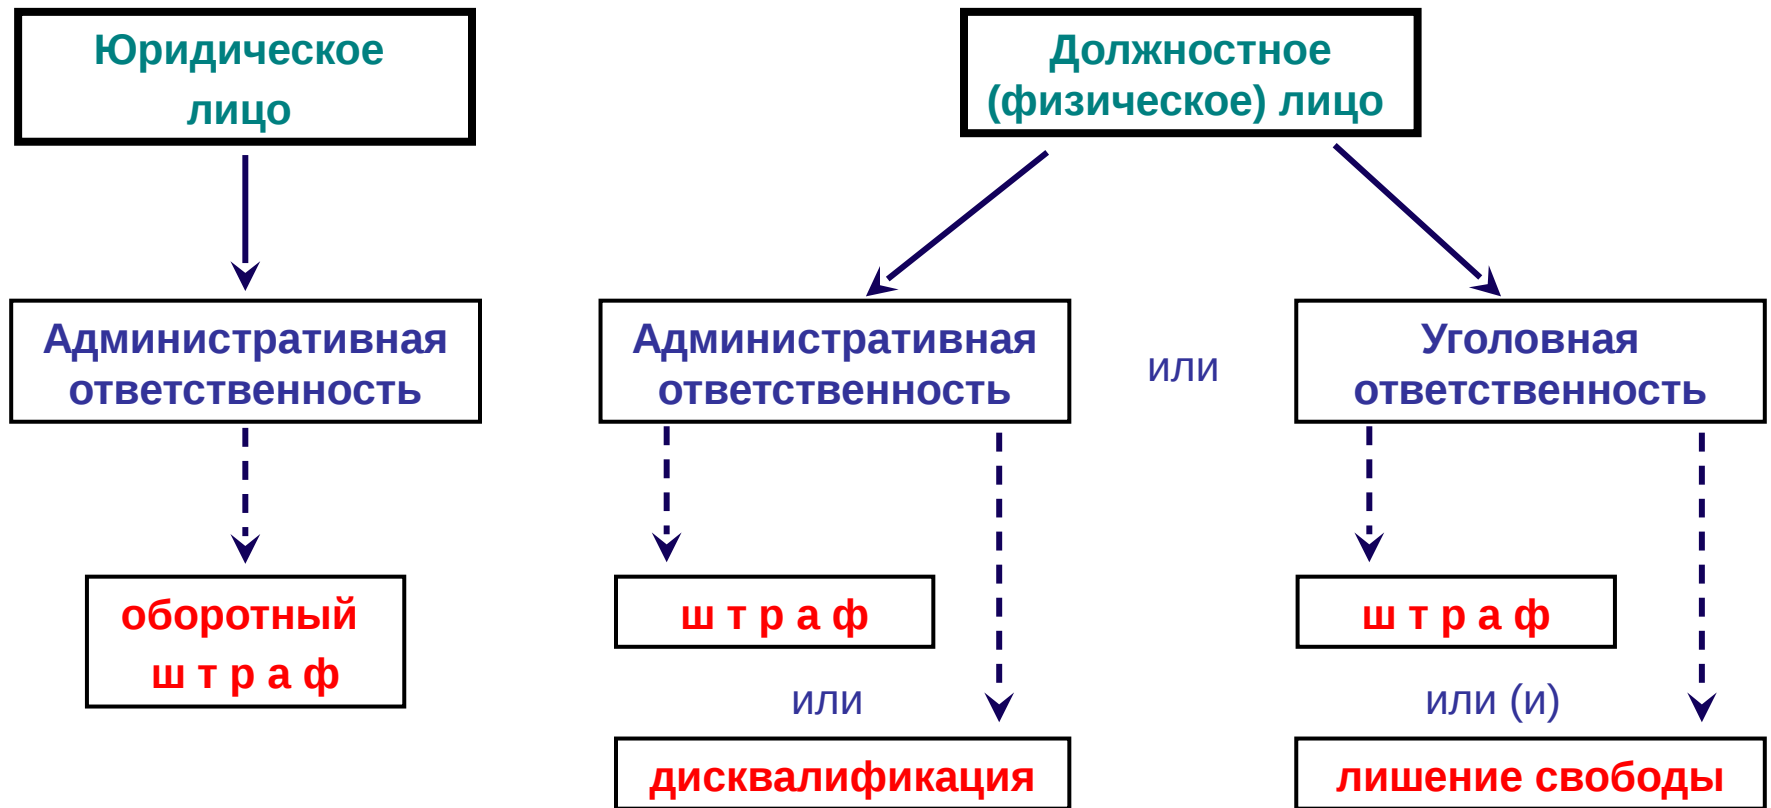 Юридическое
лицо
Должностное
(физическое) лицо
Административная
ответственность
Административная
ответственность
или
Уголовная
ответственность
оборотный
ш т р а ф
ш т р а ф
или
дисквалификация
ш т р а ф
или (и)
лишение свободы